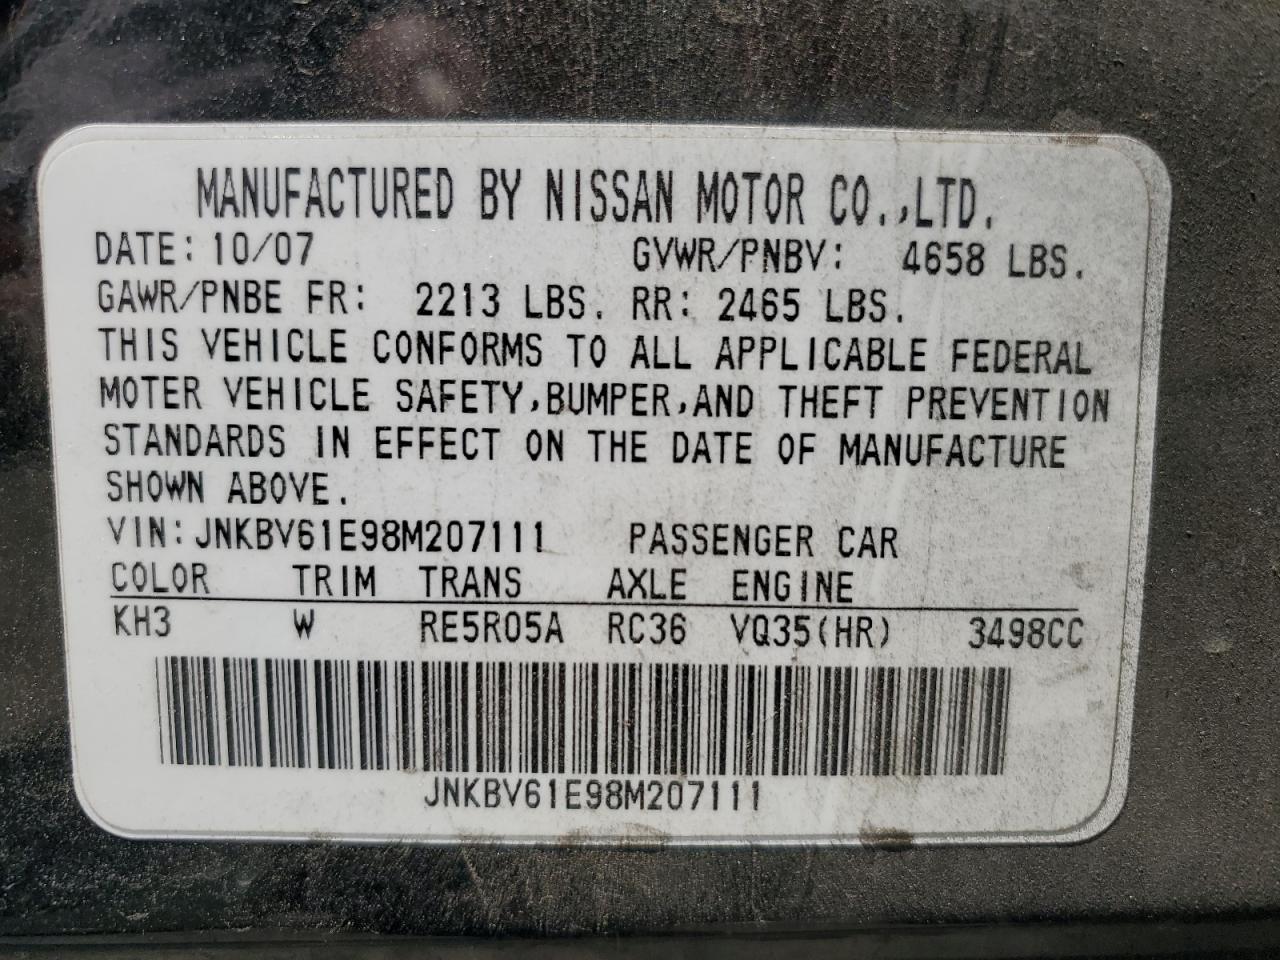 MANUFACTURED BY NISSAN MOTOR CO.,LTD.
DATE: 10/07 GVWR/PNBV: 4658 LBS.
GAWR/PNBE FR: 2213 LBS. RR: 2465 LBS.
THIS VEHICLE CONFORMS TO ALL APPLICABLE FEDERAL
MOTER VEHICLE SAFETY,BUMPER,AND THEFT PREVENTION
STANDARDS IN EFFECT ON THE DATE OF MANUFACTURE
SHOWN ABOVE.
VIN:JNKBV61E98M207111 PASSENGER CAR
COLOR TRIM TRANS AXLE ENGINE
KH3 W RE5R05A RC36 VQ35(HR) 3498CC
JNKBV61E98M207111